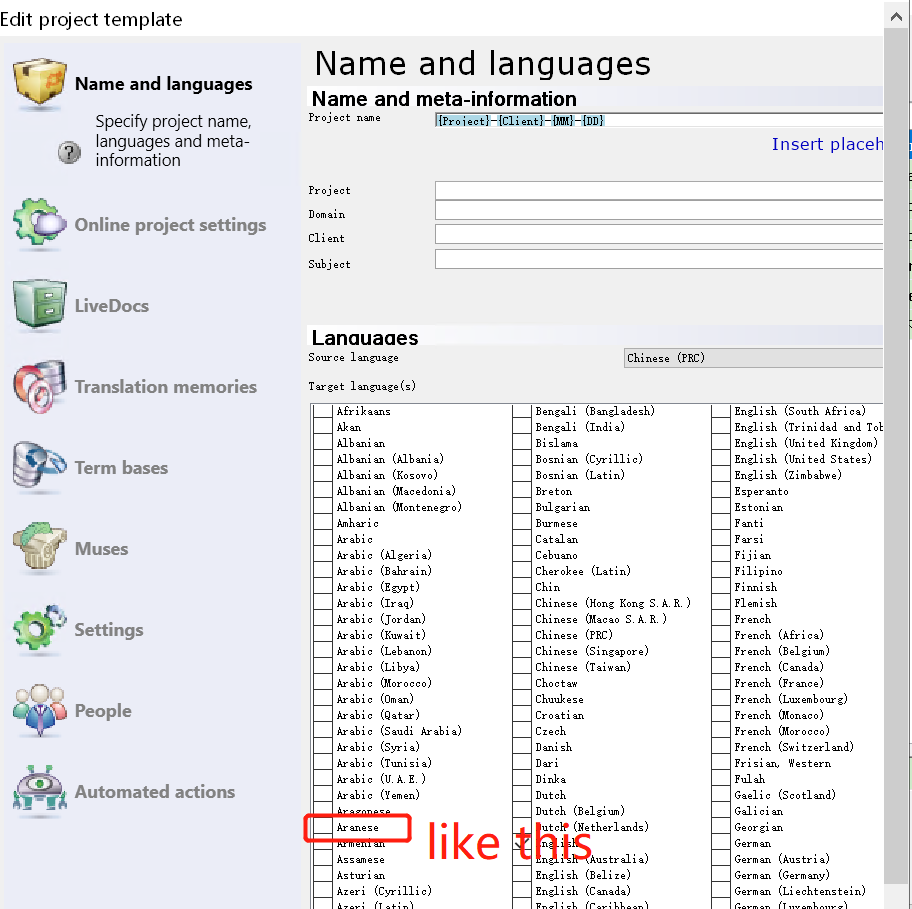 Edit project template
Name and languages
Specify project name,
languages and meta-
information
Online project settings
LiveDocs
Translation memories
Term bases
Muses
Settings
People
Automated actions
Name and languages
Name and meta-information
Project name
{Project}-{Client}-{MM}-{DD}
Insert placeh
Project
Domain
Client
Subject
Languages
Source language
Chinese (PRC)
Target language(s)
Afrikaans
Akan
Albanian
Albanian (Albania)
Albanian (Kosovo)
Albanian (Macedonia)
Albanian (Montenegro)
Amharic
Arabic
Arabic (Algeria)
Arabic (Bahrain)
Arabic (Egypt)
Arabic (Iraq)
Arabic (Jordan)
Arabic (Kuwait)
Arabic (Lebanon)
Arabic (Libya)
Arabic (Morocco)
Arabic (Oman)
Arabic (Qatar)
Arabic (Saudi Arabia)
Arabic (Syria)
Arabic (Tunisia)
Arabic (U.A.E.)
Arabic (Yemen)
Aragonese
Aranese
Armenian
Assamese
Asturian
Azeri (Cyrillic)
Azeri (Latin)
Bengali (Bangladesh)
Bengali (India)
Bislama
Bosnian (Cyrillic)
Bosnian (Latin)
Breton
Bulgarian
Burmese
Catalan
Cebuano
Cherokee (Latin)
Chin
Chinese (Hong Kong S.A.R.)
Chinese (Macao S.A.R.)
Chinese (PRC)
Chinese (Singapore)
Chinese (Taiwan)
Choctaw
Chuukese
Croatian
Czech
Danish
Dari
Dinka
Dutch
Dutch (Belgium)
Dutch (Netherlands)
English
English (Australia)
English (Belize)
English (Canada)
English (Caribbean)
English (South Africa)
English (Trinidad and Tob
English (United Kingdom)
English (United States)
English (Zimbabwe)
Esperanto
Estonian
Fanti
Farsi
Fijian
Filipino
Finnish
Flemish
French
French (Africa)
French (Belgium)
French (Canada)
French (France)
French (Luxembourg)
French (Monaco)
French (Morocco)
French (Switzerland)
Frisian, Western
Fulah
Gaelic (Scotland)
Galician
Georgian
German
German (Austria)
German (Germany)
German (Liechtenstein)
German (Luxembourg)
like this